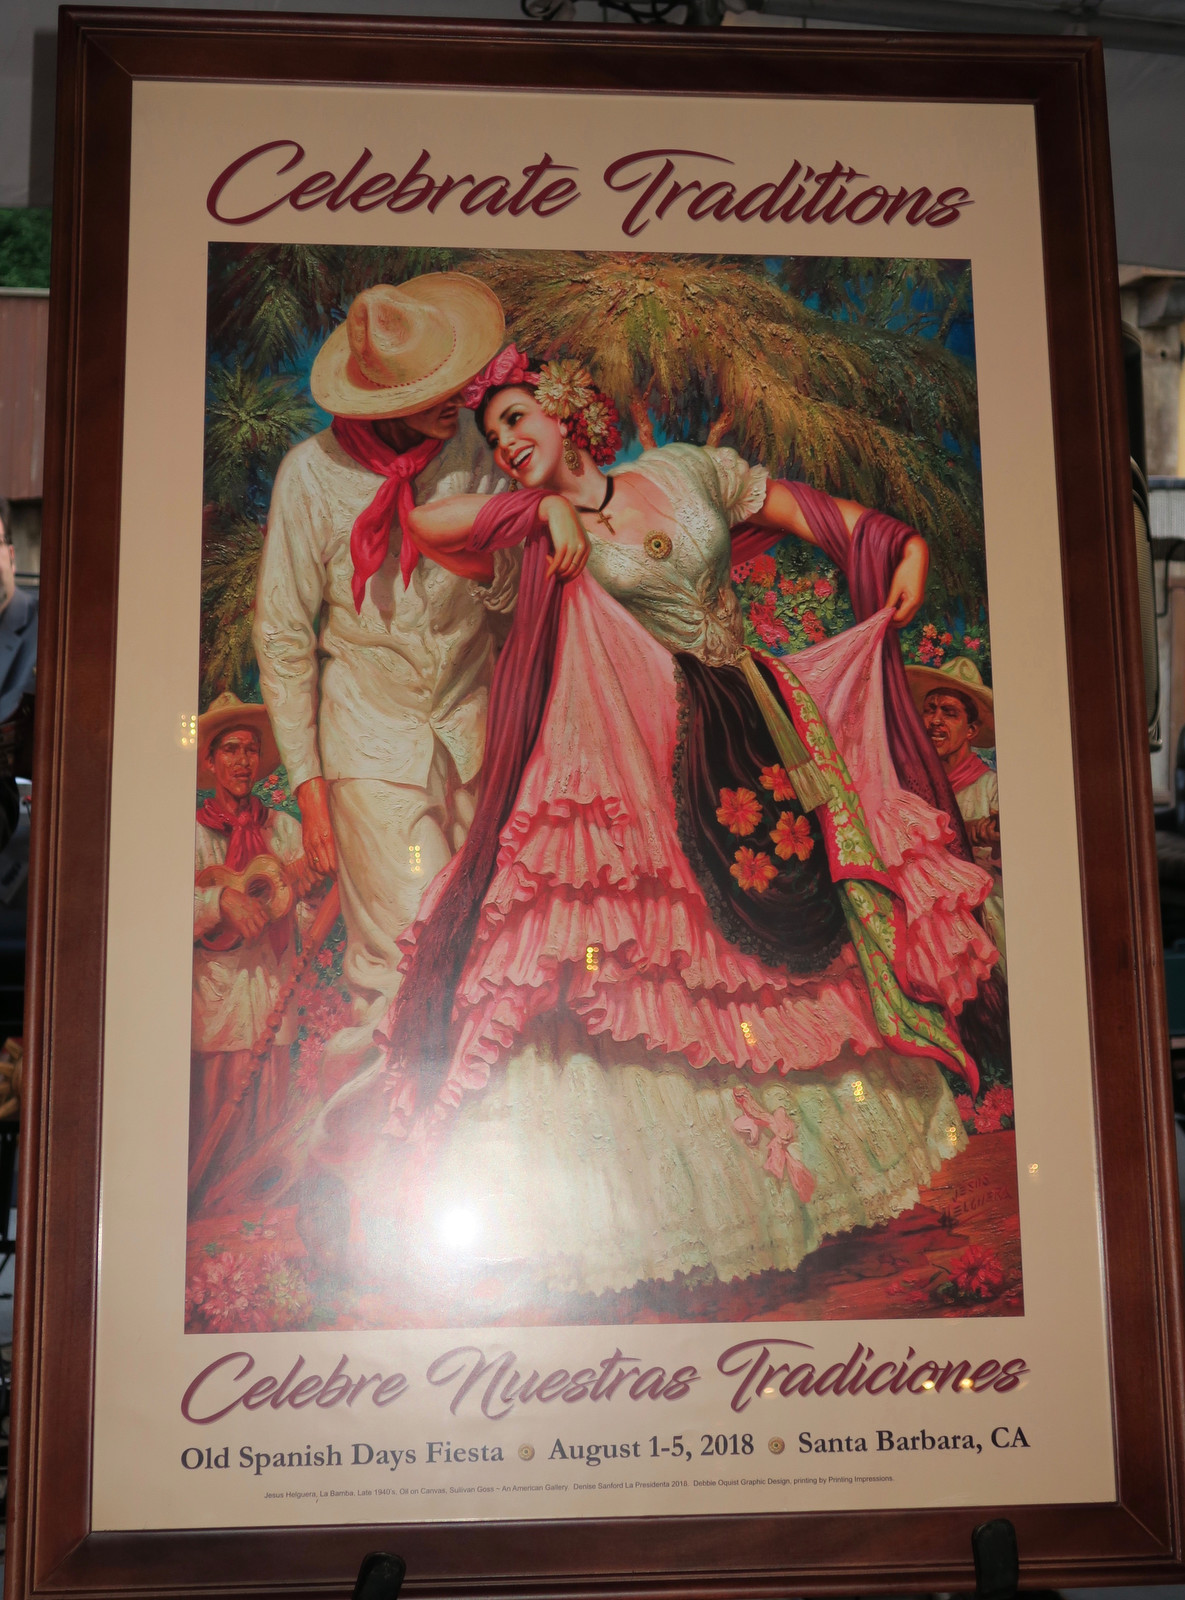 Celebrate Traditions
JESUS
HELGUERA
Celebre Nuestras Tradiciones
Old Spanish Days Fiesta August 1-5, 2018 Santa Barbara, CA
Jesus Helguera, La Bamba, Late 1940's, Oil on Canvas, Sullivan Goss ~ An American Gallery. Denise Sanford La Presidenta 2018. Debbie Oquist Graphic Design, printing by Printing Impressions.